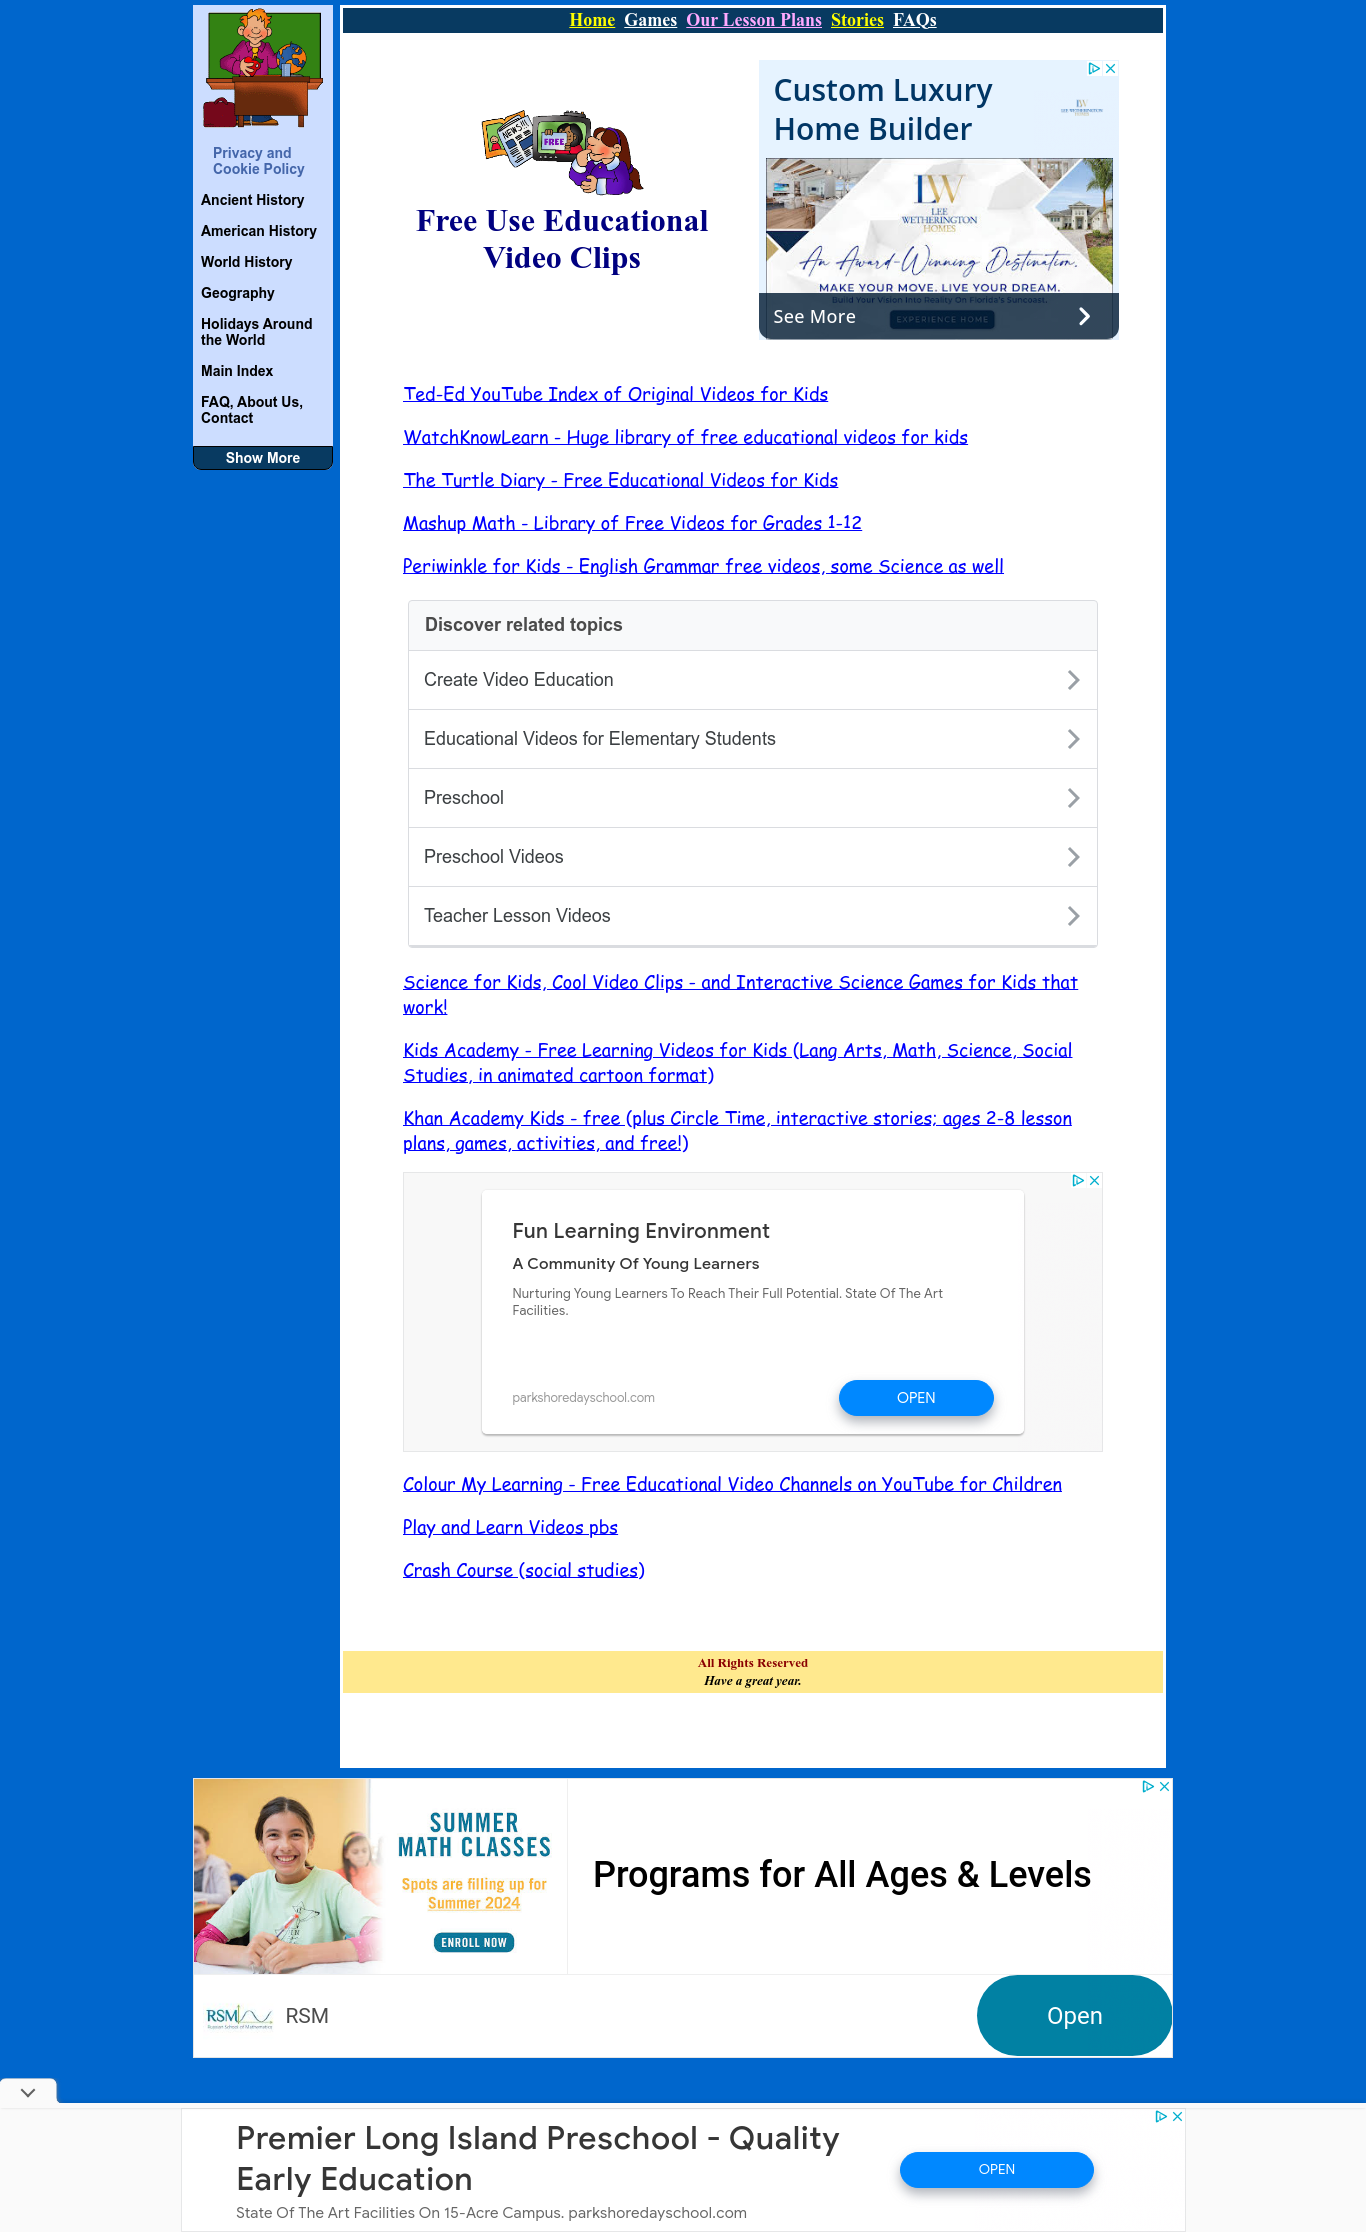 Home Games Our Lesson Plans Stories FAQs
Privacy and
Cookie Policy
Ancient History
American History
World History
Geography
Holidays Around
the World
Main Index
FAQ, About Us,
Contact
Show More
NEWS!!!
FREE
Free Use Educational
Video Clips
Custom Luxury
Home Builder
LW
LEE
WETHERINGTON
HOMES
An Award-Winning Destination.
MAKE YOUR MOVE. LIVE YOUR DREAM.
Build Your Vision Into Reality On Florida's Suncoast.
EXPERIENCE HOME
See More
Ted-Ed YouTube Index of Original Videos for Kids
WatchKnowLearn - Huge library of free educational videos for kids
The Turtle Diary - Free Educational Videos for Kids
Mashup Math - Library of Free Videos for Grades 1-12
Periwinkle for Kids - English Grammar free videos, some Science as well
Discover related topics
Create Video Education
Educational Videos for Elementary Students
Preschool
Preschool Videos
Teacher Lesson Videos
Science for Kids, Cool Video Clips - and Interactive Science Games for Kids that
work!
Kids Academy - Free Learning Videos for Kids (Lang Arts, Math, Science, Social
Studies, in animated cartoon format)
Khan Academy Kids - free (plus Circle Time, interactive stories; ages 2-8 lesson
plans, games, activities, and free!)
Fun Learning Environment
A Community Of Young Learners
Nurturing Young Learners To Reach Their Full Potential. State Of The Art
Facilities.
parkshoredayschool.com
OPEN
Colour My Learning - Free Educational Video Channels on YouTube for Children
Play and Learn Videos pbs
Crash Course (social studies)
All Rights Reserved
Have a great year.
SUMMER
MATH CLASSES
Spots are filling up for
Summer 2024
ENROLL NOW
Programs for All Ages & Levels
RSM
Russian School of Mathematics
RSM
Open
Premier Long Island Preschool - Quality
Early Education
State Of The Art Facilities On 15-Acre Campus. parkshoredayschool.com
OPEN